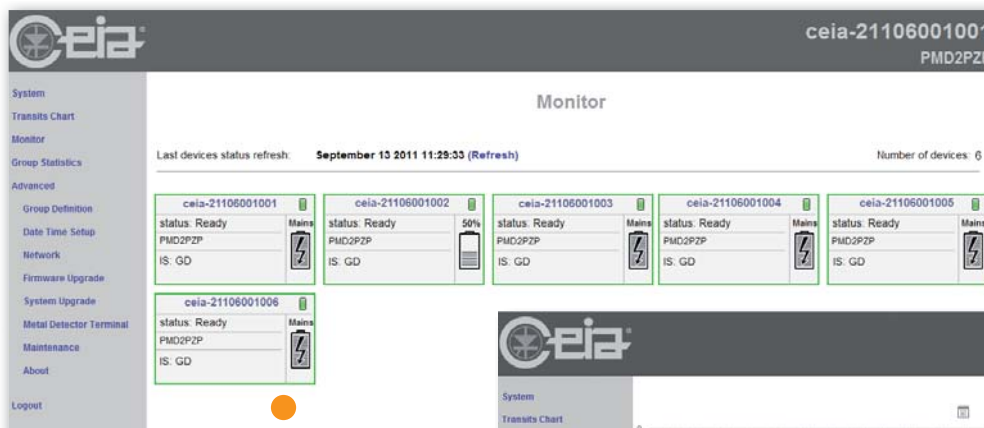 Ceia
ceia-21106001001
PMD2PZP
System
Transits Chart
Monitor
Group Statistics
Advanced
Group Definition
Date Time Setup
Network
Firmware Upgrade
System Upgrade
Metal Detector Terminal
Maintenance
About
Logout
Monitor
Last devices status refresh: September 13 2011 11:29:33 (Refresh) Number of devices: 6
ceia-21106001001
status: Ready Mains
PMD2PZP
IS: GD
ceia-21106001002
status: Ready 50%
PMD2PZP
IS: GD
ceia-21106001003
status: Ready Mains
PMD2PZP
IS: GD
ceia-21106001004
status: Ready Mains
PMD2PZP
IS: GD
ceia-21106001005
status: Ready Mains
PMD2PZP
IS: GD
ceia-21106001006
status: Ready Mains
PMD2PZP
IS: GD
Ceia
System
Transits Chart